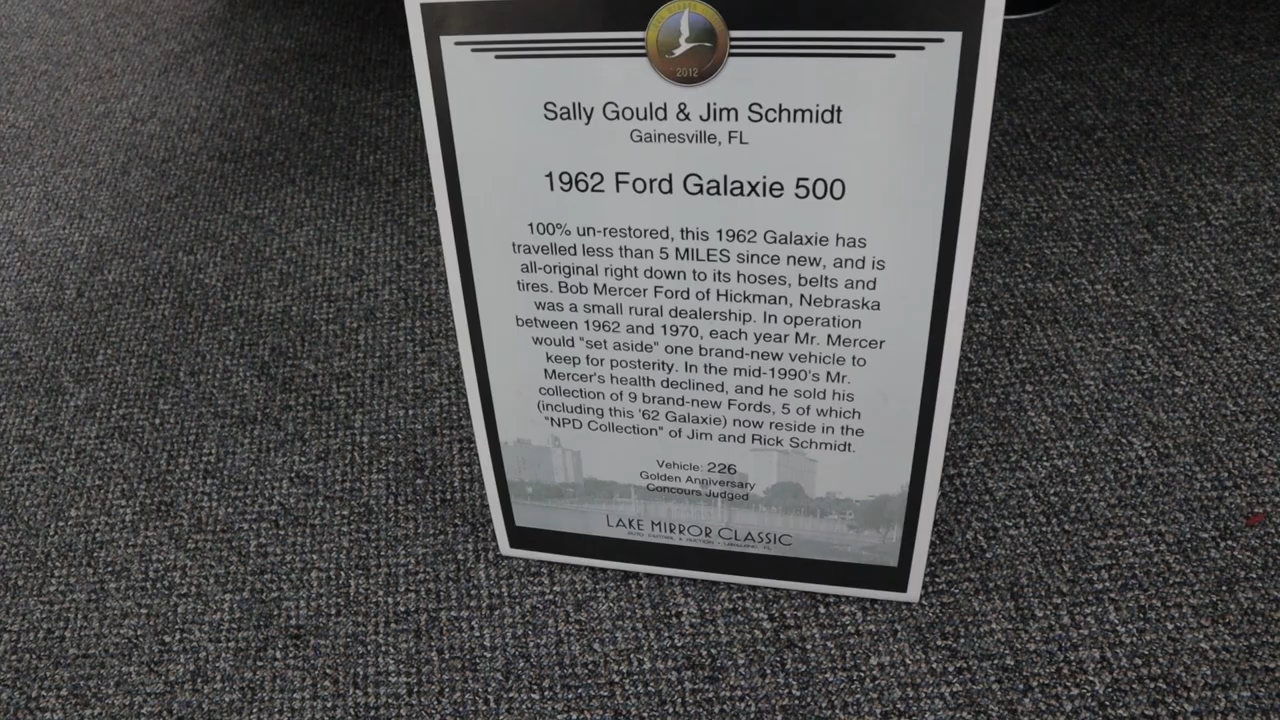 2012
Sally Gould & Jim Schmidt
Gainesville, FL
1962 Ford Galaxie 500
100% un-restored, this 1962 Galaxie has
travelled less than 5 MILES since new, and is
all-original right down to its hoses, belts and
tires. Bob Mercer Ford of Hickman, Nebraska
was a small rural dealership. In operation
between 1962 and 1970, each year Mr. Mercer
would "set aside" one brand-new vehicle to
keep for posterity. In the mid-1990's Mr.
Mercer's health declined, and he sold his
collection of 9 brand-new Fords, 5 of which
(including this '62 Galaxie) now reside in the
"NPD Collection" of Jim and Rick Schmidt.
Vehicle: 226
Golden Anniversary
Concours Judged
LAKE MIRROR CLASSIC